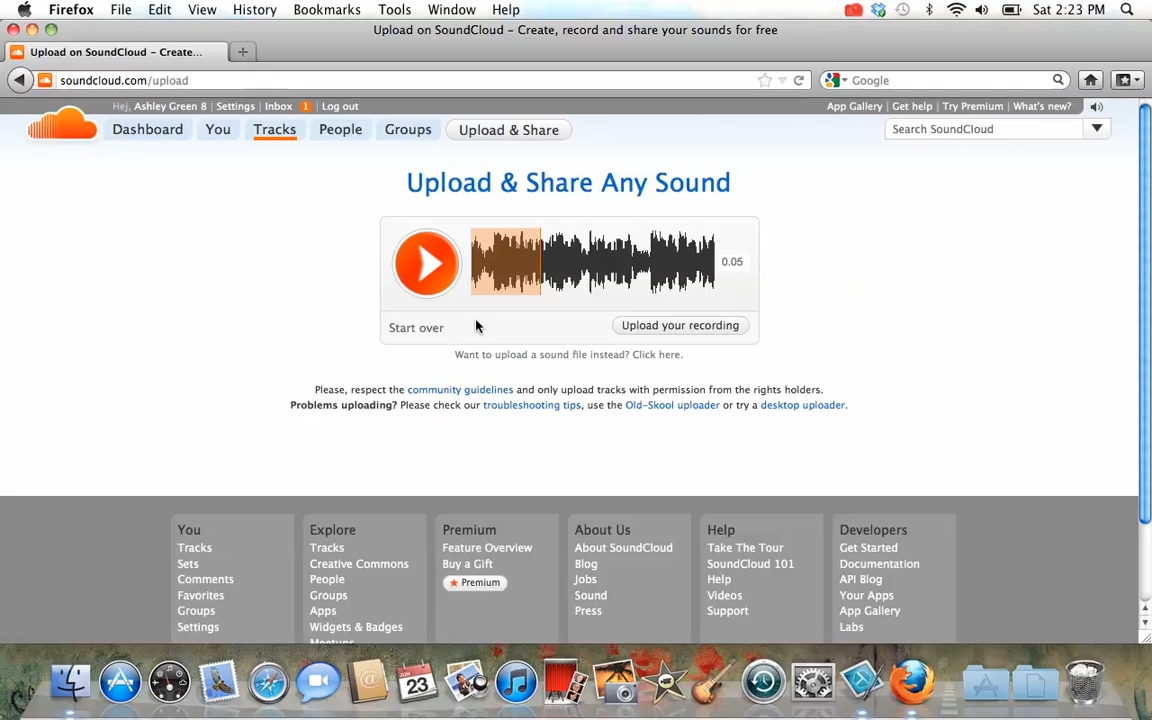 Firefox File Edit View History Bookmarks Tools Window Help Sat 2:23 PM
Upload on SoundCloud – Create, record and share your sounds for free
Upload on SoundCloud – Create...
soundcloud.com/upload Google
Hej, Ashley Green 8 Settings Inbox 1 Log out App Gallery Get help Try Premium What's new?
Dashboard You Tracks People Groups Upload & Share Search SoundCloud
Upload & Share Any Sound
0.05
Start over Upload your recording
Want to upload a sound file instead? Click here.
Please, respect the community guidelines and only upload tracks with permission from the rights holders.
Problems uploading? Please check our troubleshooting tips, use the Old-Skool uploader or try a desktop uploader.
You Explore Premium About Us Help Developers
Tracks Tracks Feature Overview About SoundCloud Take The Tour Get Started
Sets Creative Commons Buy a Gift Blog SoundCloud 101 Documentation
Comments People Premium Jobs Help API Blog
Favorites Groups Sound Videos Your Apps
Groups Apps Press Support App Gallery
Settings Widgets & Badges Labs
Meetups
23